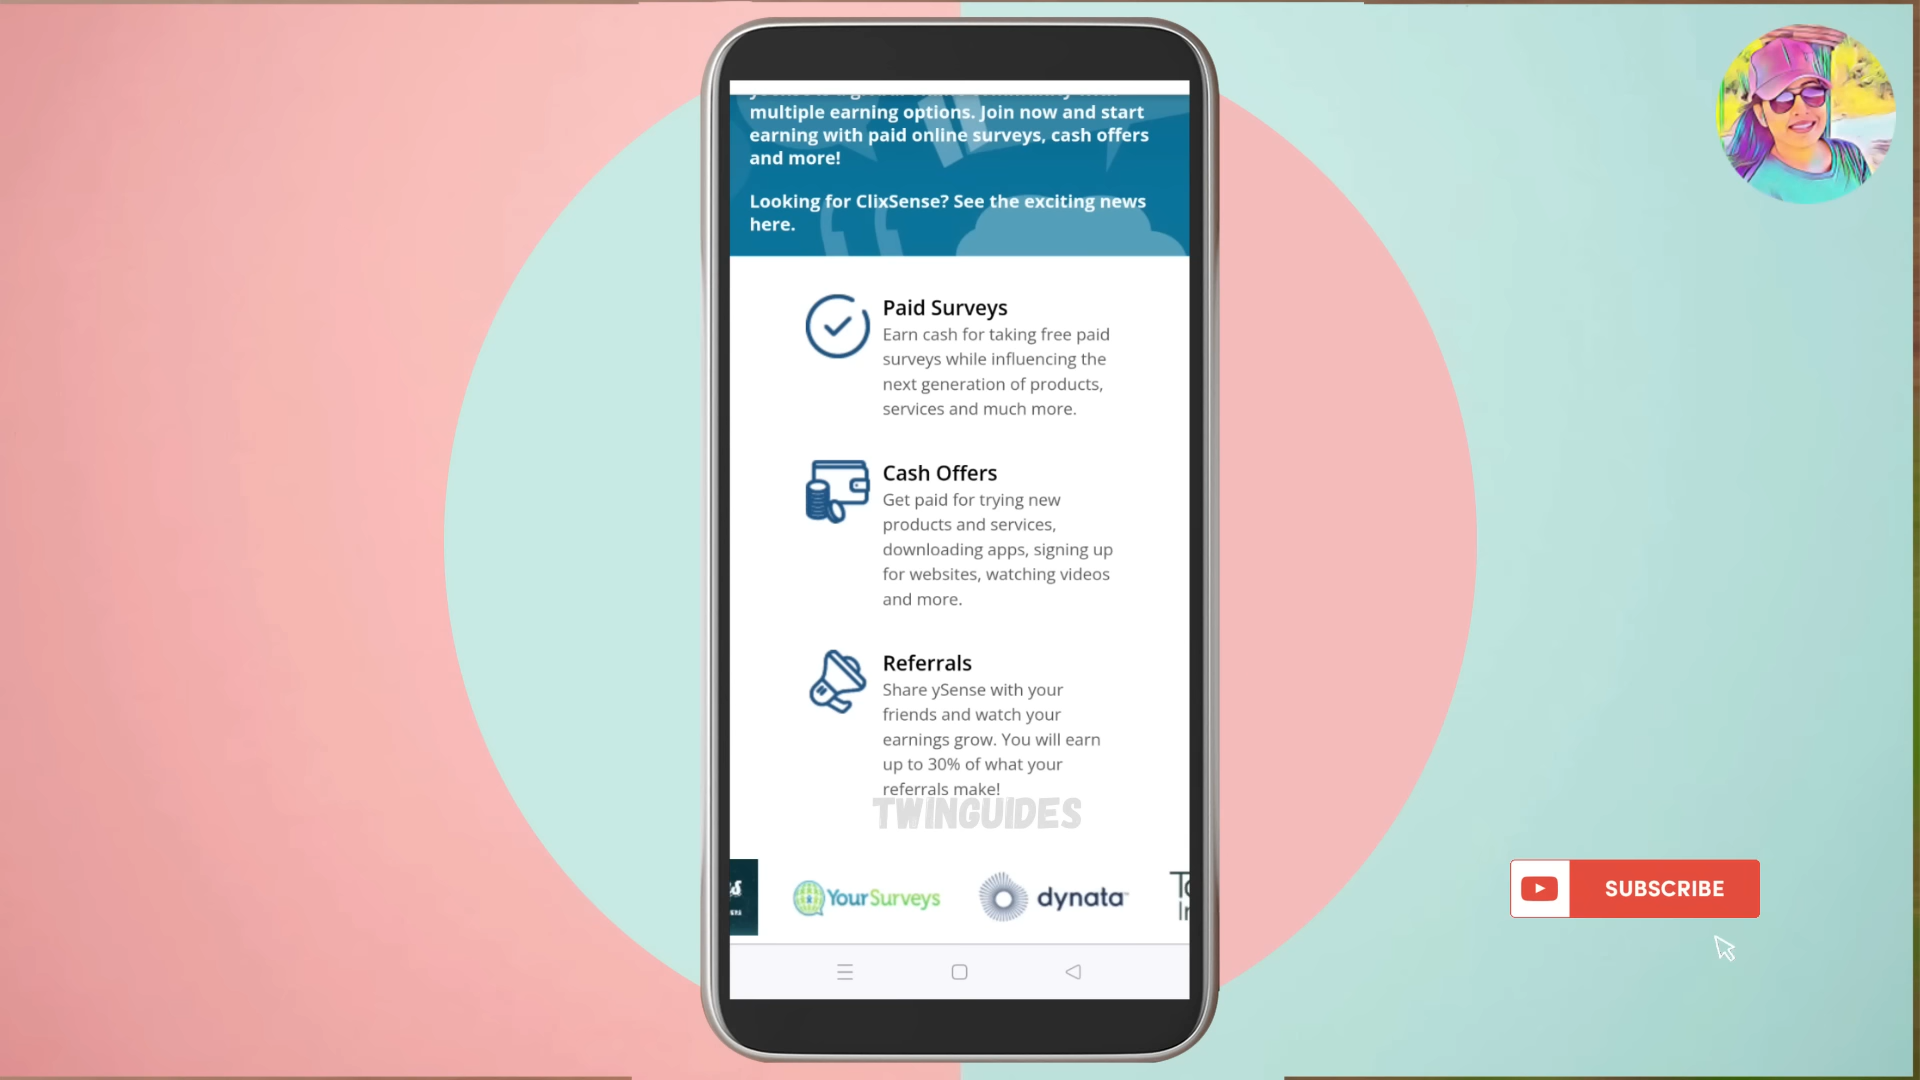 multiple earning options. Join now and start
earning with paid online surveys, cash offers
and more!
Looking for ClixSense? See the exciting news
here.
Paid Surveys
Earn cash for taking free paid
surveys while influencing the
next generation of products,
services and much more.
Cash Offers
Get paid for trying new
products and services,
downloading apps, signing up
for websites, watching videos
and more.
Referrals
Share ySense with your
friends and watch your
earnings grow. You will earn
up to 30% of what your
referrals make!
TWINGUIDES
YourSurveys
dynata
SUBSCRIBE